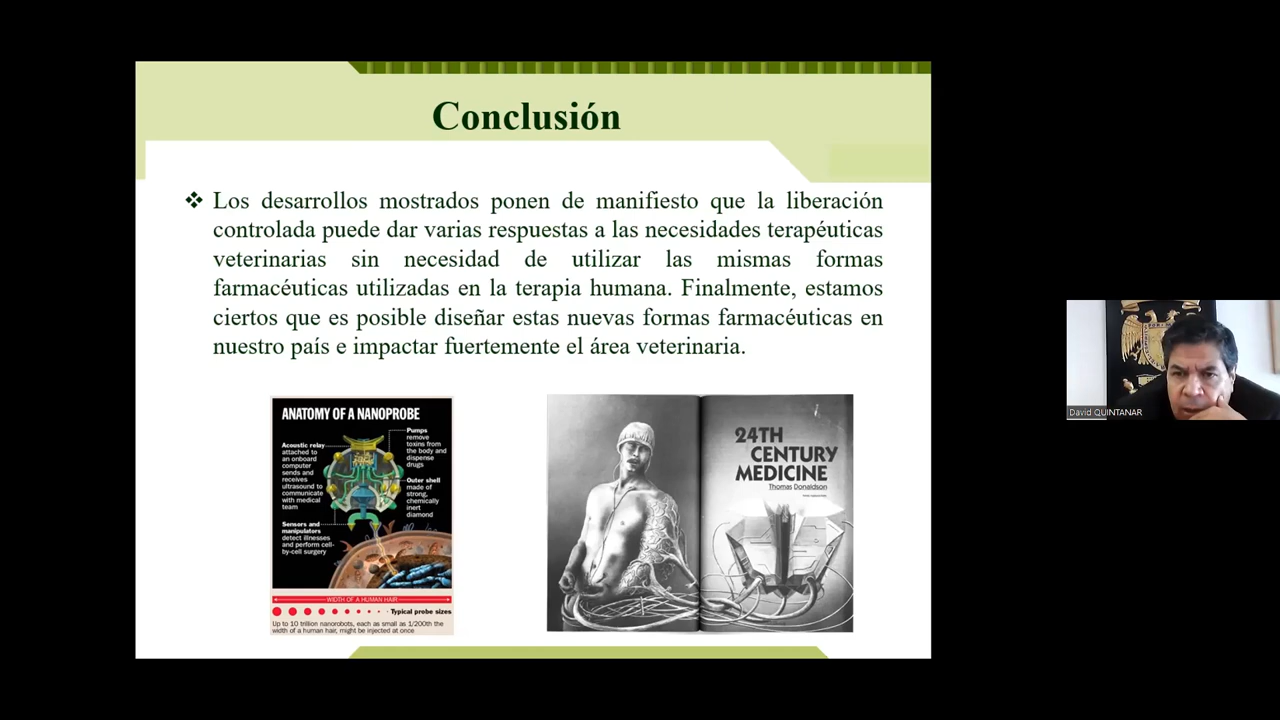 Conclusión
Los desarrollos mostrados ponen de manifiesto que la liberación
controlada puede dar varias respuestas a las necesidades terapéuticas
veterinarias sin necesidad de utilizar las mismas formas
farmacéuticas utilizadas en la terapia humana. Finalmente, estamos
ciertos que es posible diseñar estas nuevas formas farmacéuticas en
nuestro país e impactar fuertemente el área veterinaria.
ANATOMY OF A NANOPROBE
Acoustic relay
attached to
an onboard
computer
sends and
receives
ultrasound to
communicate
with medical
team
Sensors and
manipulators
detect illnesses
and perform cell-
by-cell surgery
Pumps
remove
toxins from
the body and
dispense
drugs
Outer shell
made of
strong,
chemically
inert
diamond
WIDTH OF A HUMAN HAIR
Typical probe sizes
Up to 10 trillion nanorobots, each as small as 1/200th the
width of a human hair, might be injected at once
24TH
CENTURY
MEDICINE
Thomas Donaldson
David QUINTANAR